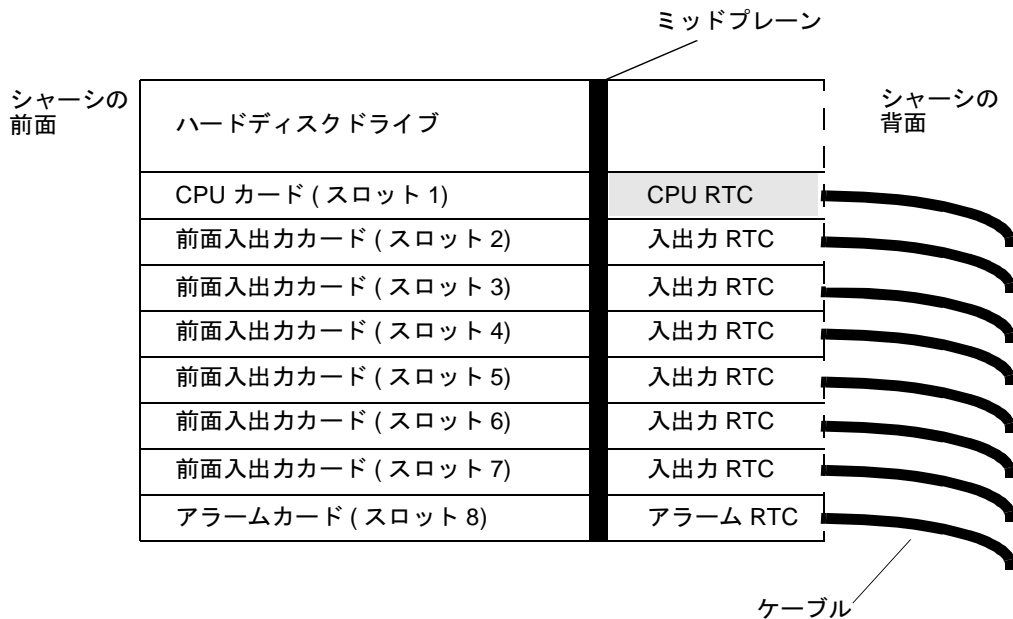 ミッドプレーン
シャーシの
前面
シャーシの
背面
ハードディスクドライブ
CPU カード ( スロット 1)
CPU RTC
前面入出力カード ( スロット 2)
入出力 RTC
前面入出力カード ( スロット 3)
入出力 RTC
前面入出力カード ( スロット 4)
入出力 RTC
前面入出力カード ( スロット 5)
入出力 RTC
前面入出力カード ( スロット 6)
入出力 RTC
前面入出力カード ( スロット 7)
入出力 RTC
アラームカード ( スロット 8)
アラーム RTC
ケーブル